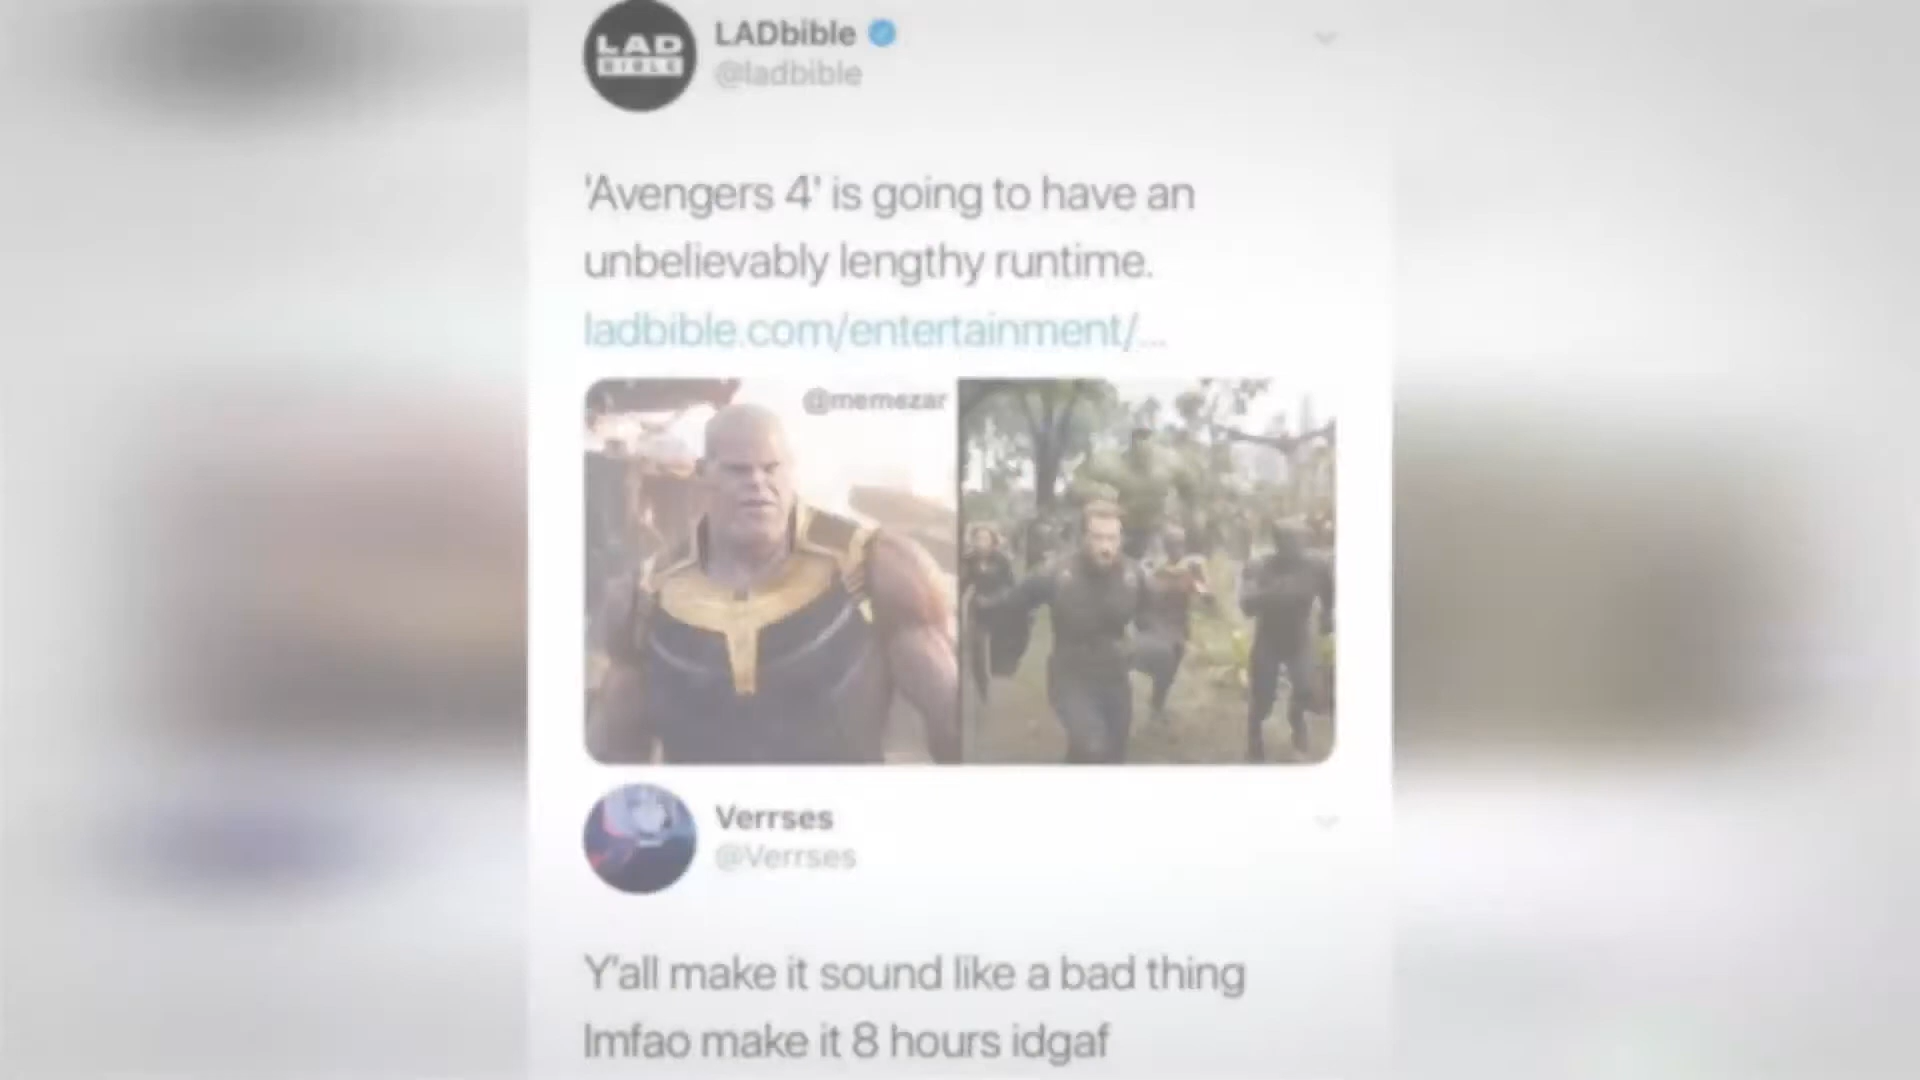 LAD
BIBLE
LADbible
@ladbible
'Avengers 4' is going to have an
unbelievably lengthy runtime.
ladbible.com/entertainment/...
@memezar
Verrses
@Verrses
Y'all make it sound like a bad thing
lmfao make it 8 hours idgaf